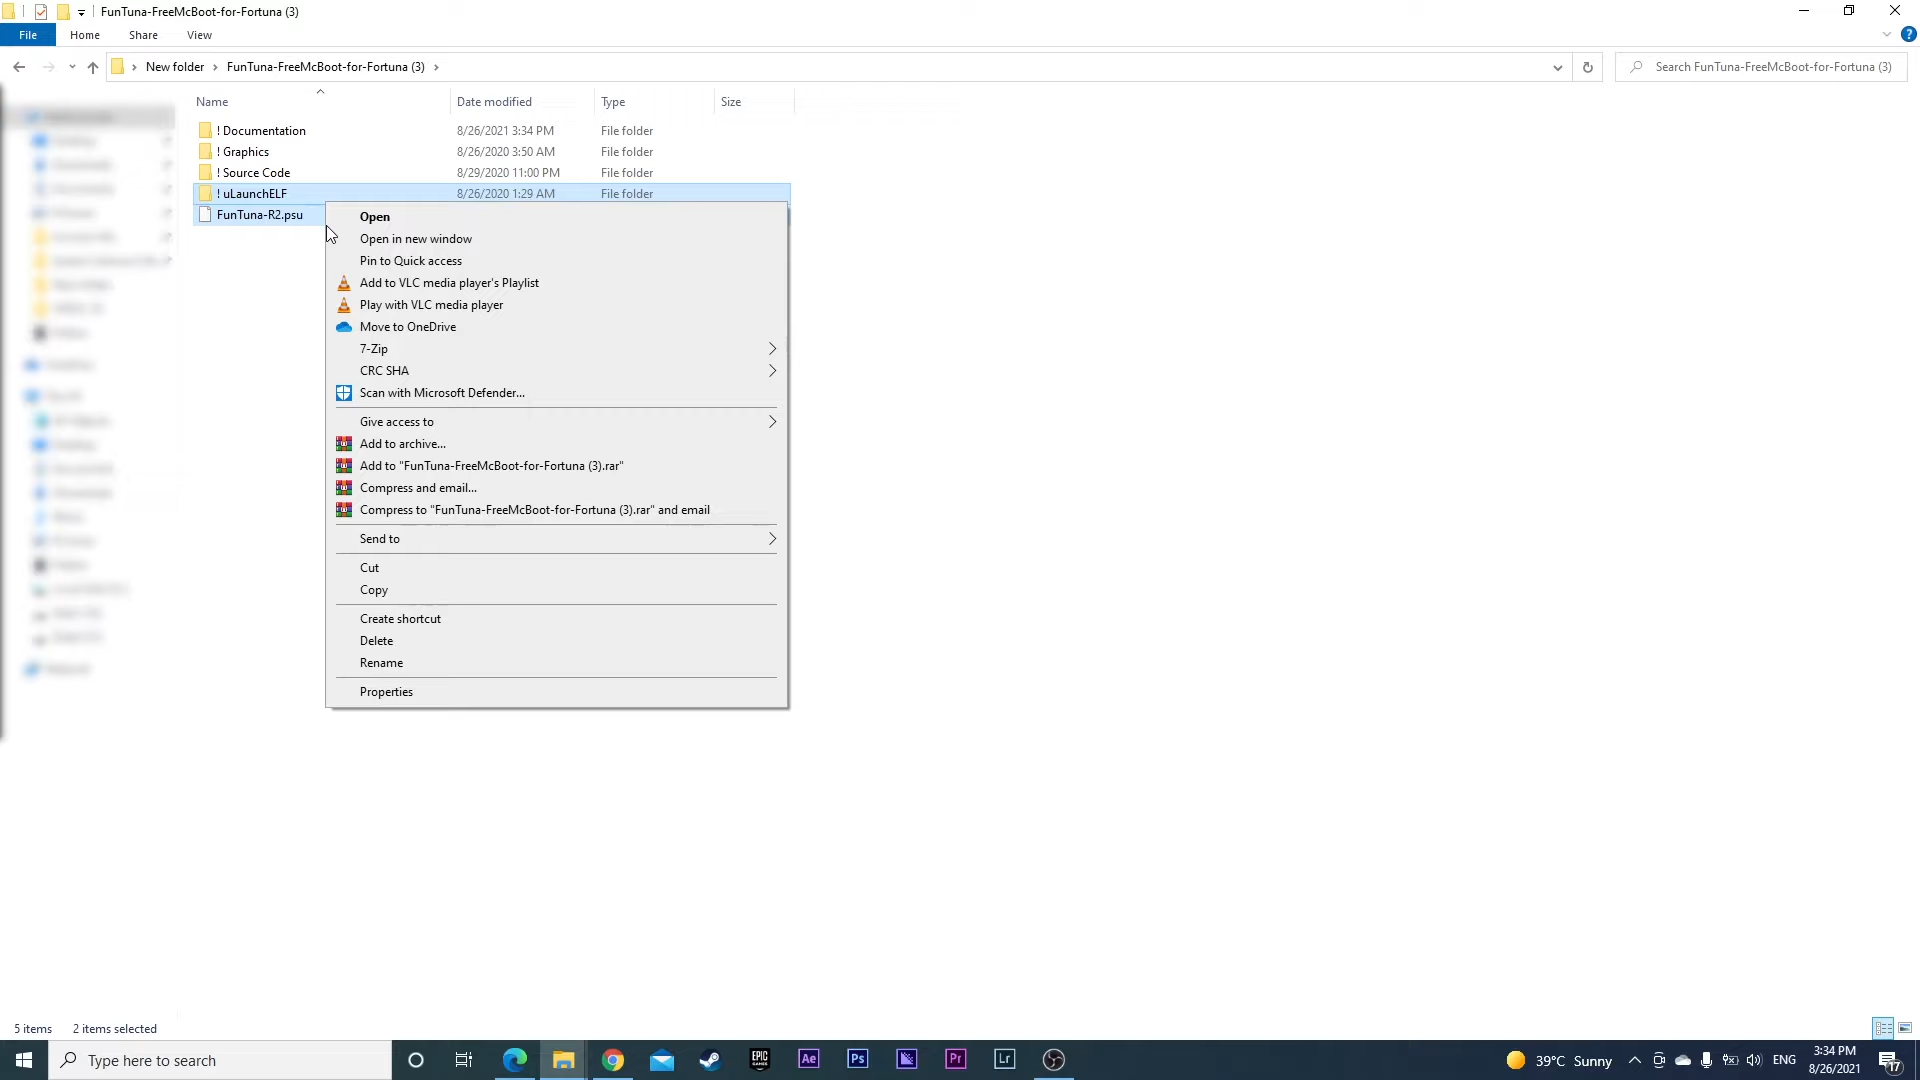 FunTuna-FreeMcBoot-for-Fortuna (3)
File Home Share View
New folder FunTuna-FreeMcBoot-for-Fortuna (3)
Search FunTuna-FreeMcBoot-for-Fortuna (3)
Name Date modified Type Size
! Documentation 8/26/2021 3:34 PM File folder
! Graphics 8/26/2020 3:50 AM File folder
! Source Code 8/29/2020 11:00 PM File folder
! uLaunchELF 8/26/2020 1:29 AM File folder
FunTuna-R2.psu
Open
Open in new window
Pin to Quick access
Add to VLC media player's Playlist
Play with VLC media player
Move to OneDrive
7-Zip
CRC SHA
Scan with Microsoft Defender...
Give access to
Add to archive...
Add to "FunTuna-FreeMcBoot-for-Fortuna (3).rar"
Compress and email...
Compress to "FunTuna-FreeMcBoot-for-Fortuna (3).rar" and email
Send to
Cut
Copy
Create shortcut
Delete
Rename
Properties
5 items 2 items selected
Type here to search
EPIC GAMES
Ae
Ps
Pr
Lr
39°C Sunny
ENG
3:34 PM
8/26/2021
17